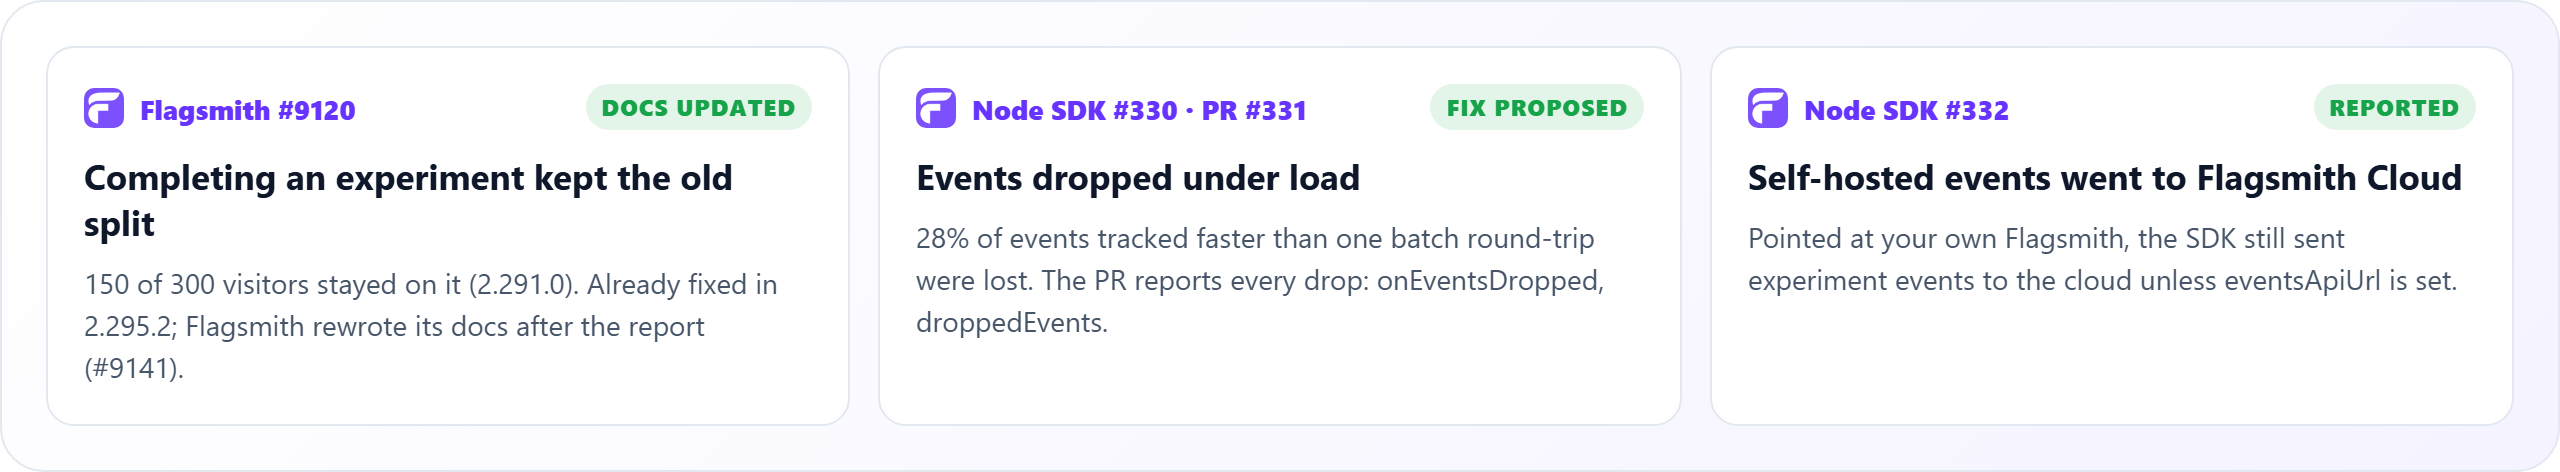 Flagsmith #9120
DOCS UPDATED
Completing an experiment kept the old
split
150 of 300 visitors stayed on it (2.291.0). Already fixed in
2.295.2; Flagsmith rewrote its docs after the report
(#9141).
Node SDK #330 · PR #331
FIX PROPOSED
Events dropped under load
28% of events tracked faster than one batch round-trip
were lost. The PR reports every drop: onEventsDropped,
droppedEvents.
Node SDK #332
REPORTED
Self-hosted events went to Flagsmith Cloud
Pointed at your own Flagsmith, the SDK still sent
experiment events to the cloud unless eventsApiUrl is set.